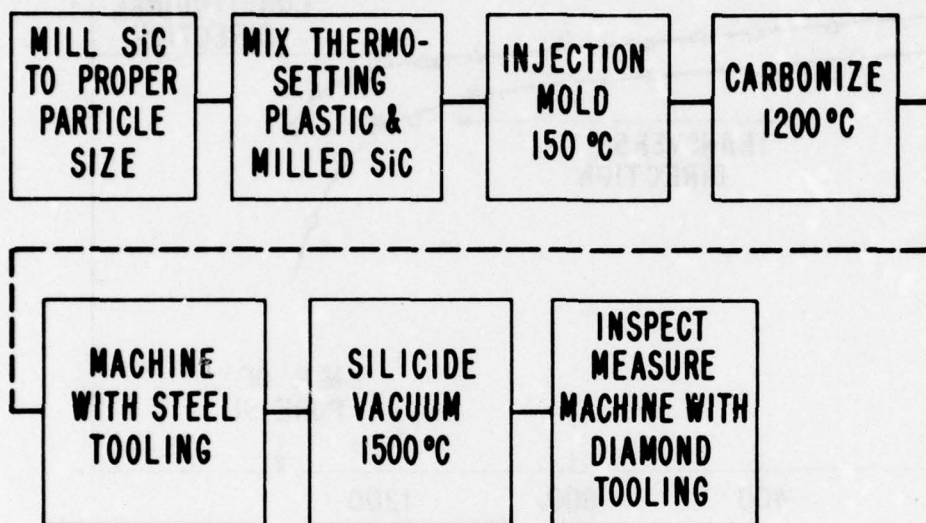 MILL SiC
TO PROPER
PARTICLE
SIZE
MIX THERMO-
SETTING
PLASTIC &
MILLED SiC
INJECTION
MOLD
150 °C
CARBONIZE
1200 °C
MACHINE
WITH STEEL
TOOLING
SILICIDE
VACUUM
1500 °C
INSPECT
MEASURE
MACHINE WITH
DIAMOND
TOOLING